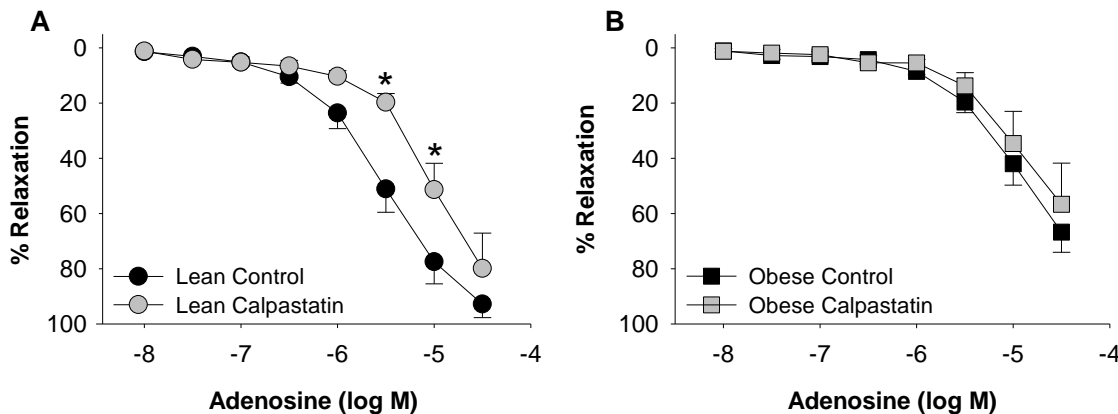 A
% Relaxation
0
20
40
60
80
100
*
*
Lean Control
Lean Calpastatin
-8
-7
-6
-5
-4
Adenosine (log M)
B
% Relaxation
0
20
40
60
80
100
Obese Control
Obese Calpastatin
-8
-7
-6
-5
-4
Adenosine (log M)